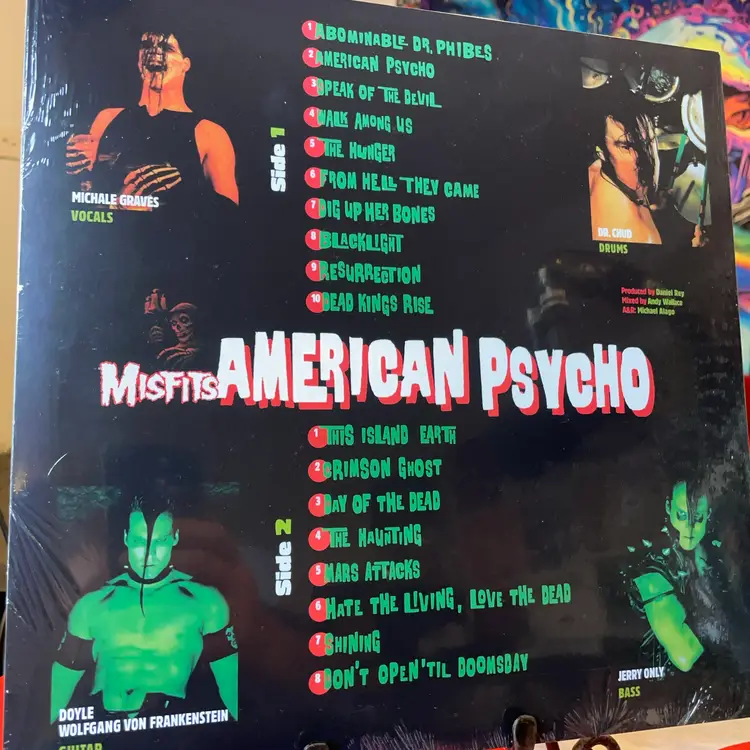 MICHALE GRAVES
VOCALS
Side 1
1 ABOMINABLE DR. PHIBES
2 AMERICAN PSYCHO
3 SPEAK OF THE DEVIL
4 WALK AMONG US
5 THE HUNGER
6 FROM HELL THEY CAME
7 DIG UP HER BONES
8 BLACKLIGHT
9 RESURRECTION
10 DEAD KINGS RISE
DR. CHUD
DRUMS
Produced by Daniel Rey
Mixed by Andy Wallace
A&R: Michael Alago
MISFITS AMERICAN PSYCHO
Side 2
1 THIS ISLAND EARTH
2 CRIMSON GHOST
3 DAY OF THE DEAD
4 THE HAUNTING
5 MARS ATTACKS
6 HATE THE LIVING, LOVE THE DEAD
7 SHINING
8 DON'T OPEN 'TIL DOOMSDAY
DOYLE
WOLFGANG VON FRANKENSTEIN
GUITAR
JERRY ONLY
BASS